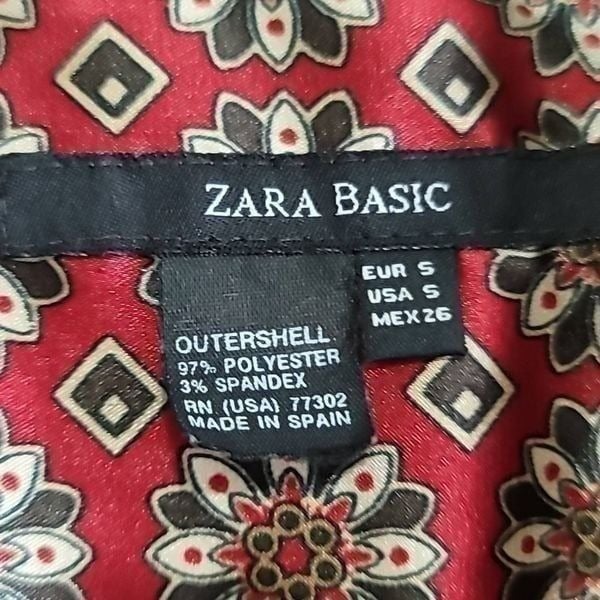 ZARA BASIC
EUR S
USA S
MEX 26
OUTERSHELL
97% POLYESTER
3% SPANDEX
RN (USA) 77302
MADE IN SPAIN